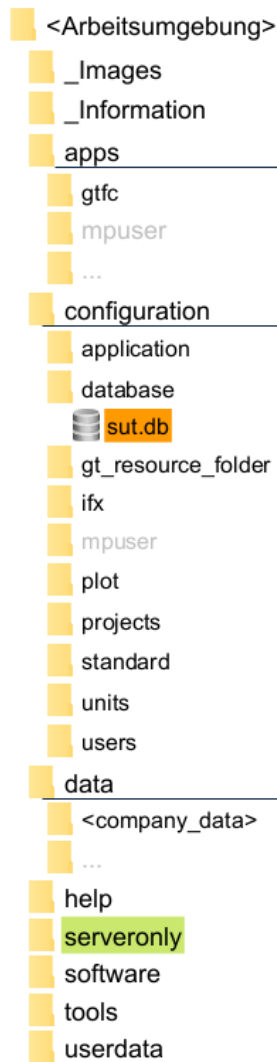 <Arbeitsumgebung>
_Images
_Information
apps
gtfc
mpuser
...
configuration
application
database
sut.db
gt_resource_folder
ifx
mpuser
plot
projects
standard
units
users
data
<company_data>
...
help
serveronly
software
tools
userdata